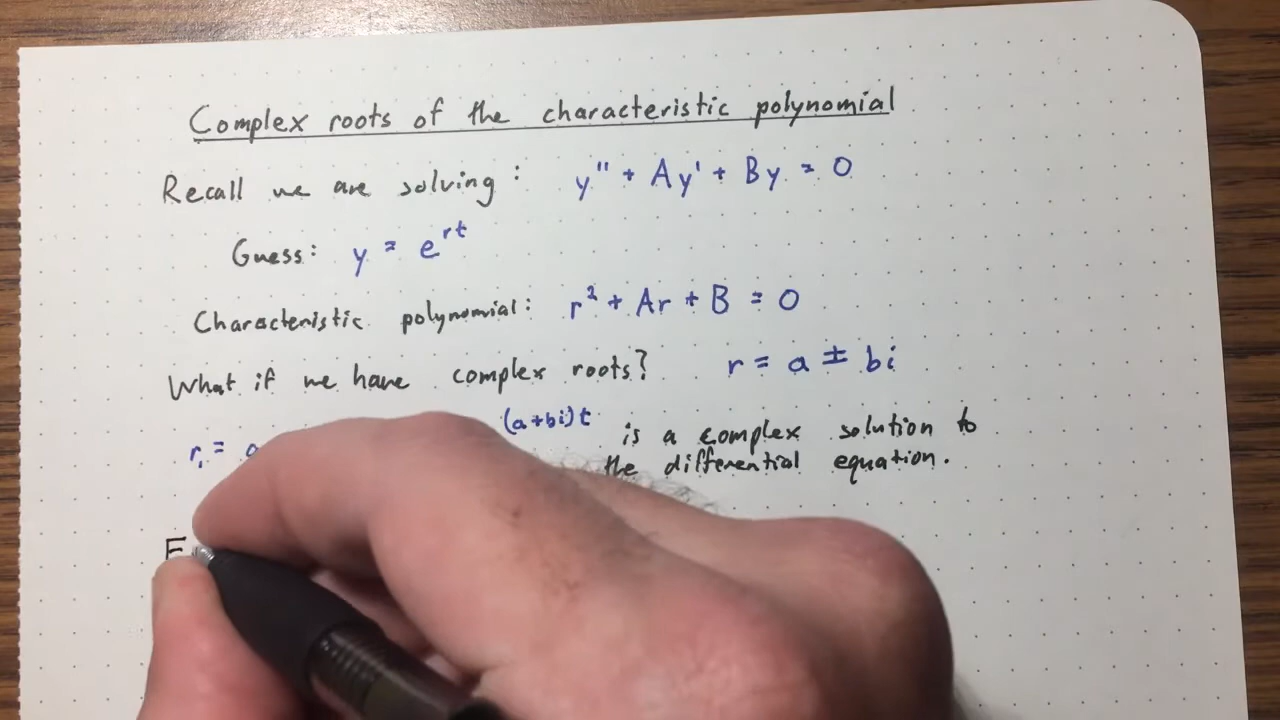 Complex roots of the characteristic polynomial
Recall we are solving: y" + Ay' + By = 0
Guess: y = e^{rt}
Characteristic polynomial: r² + Ar + B = 0
What if we have complex roots? r = a ± bi
r₁ = (a+bi)t is a complex solution to
the differential equation.